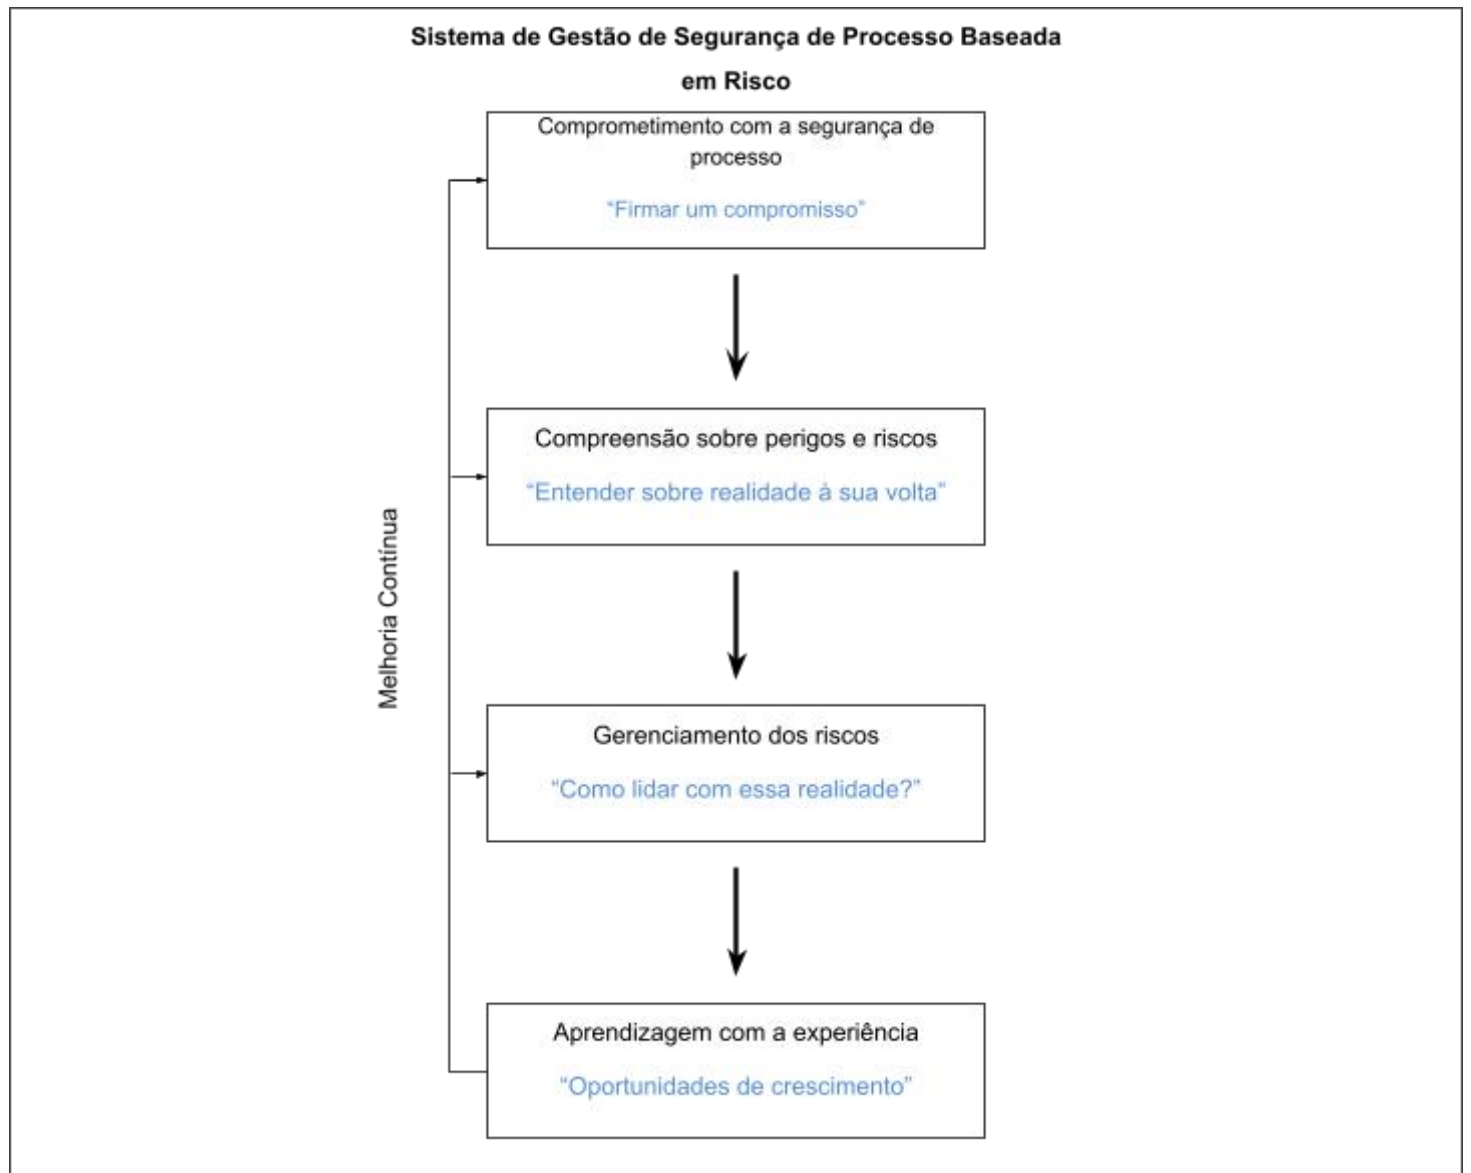 Sistema de Gestão de Segurança de Processo Baseada
em Risco
Comprometimento com a segurança de
processo
“Firmar um compromisso”
Compreensão sobre perigos e riscos
“Entender sobre realidade à sua volta”
Melhoria Contínua
Gerenciamento dos riscos
“Como lidar com essa realidade?”
Aprendizagem com a experiência
“Oportunidades de crescimento”